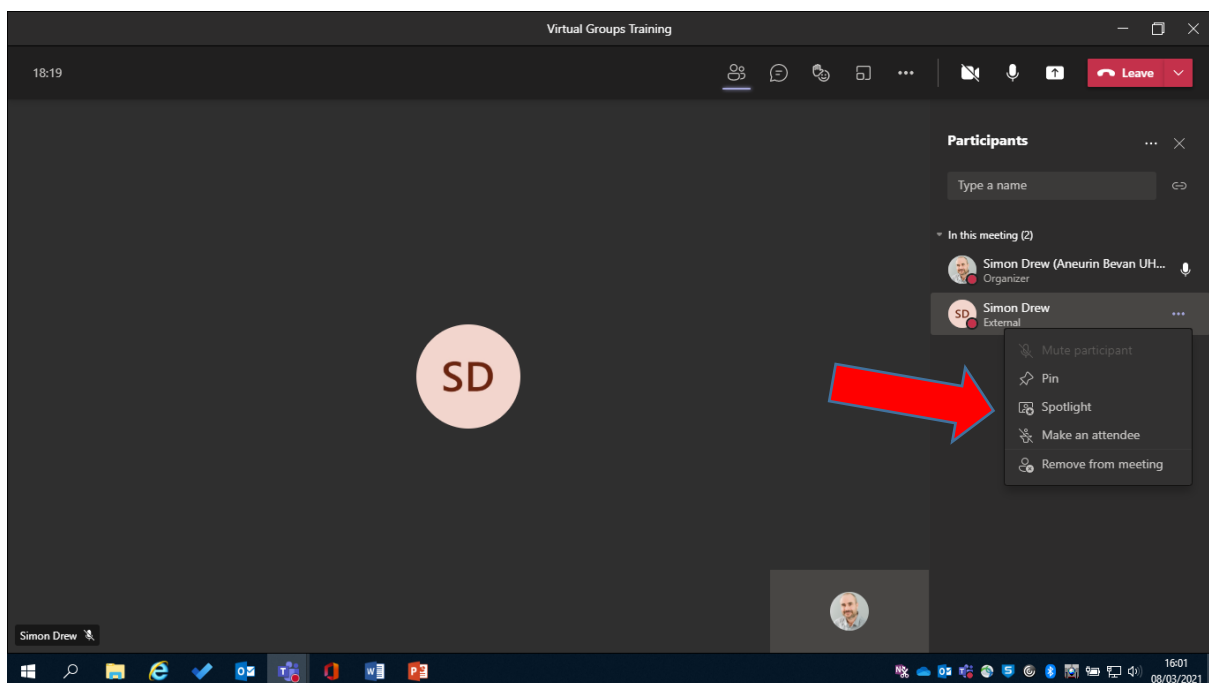 Virtual Groups Training
18:19
Leave
Participants
Type a name
In this meeting (2)
Simon Drew (Aneurin Bevan UH...
Organizer
SD
Simon Drew
External
Mute participant
Pin
Spotlight
Make an attendee
Remove from meeting
SD
Simon Drew
16:01
08/03/2021